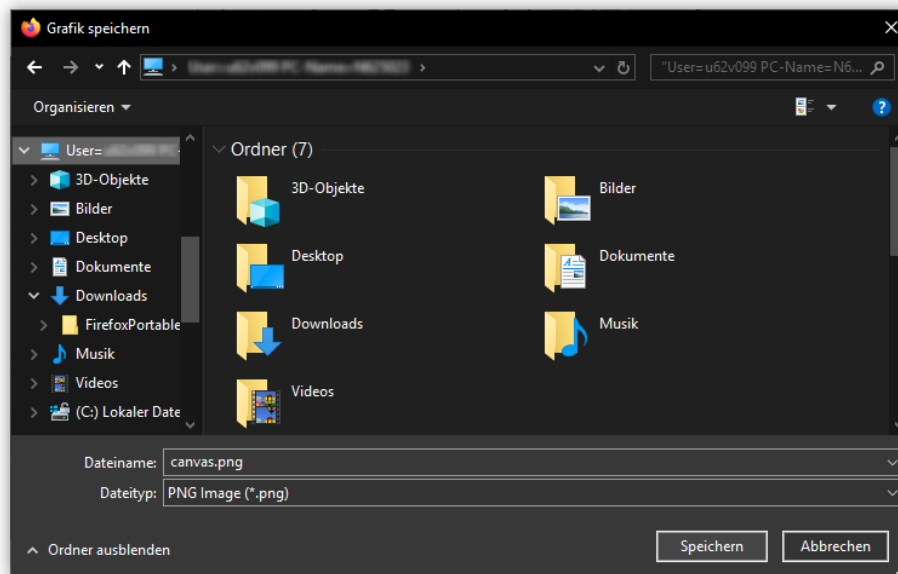 Grafik speichern
"User=u62v099 PC-Name=N6...
Organisieren
?
User=
3D-Objekte
Bilder
Desktop
Dokumente
Downloads
FirefoxPortable
Musik
Videos
(C:) Lokaler Date
Ordner (7)
3D-Objekte
Bilder
Desktop
Dokumente
Downloads
Musik
Videos
Dateiname: canvas.png
Dateityp: PNG Image (*.png)
Ordner ausblenden
Speichern
Abbrechen